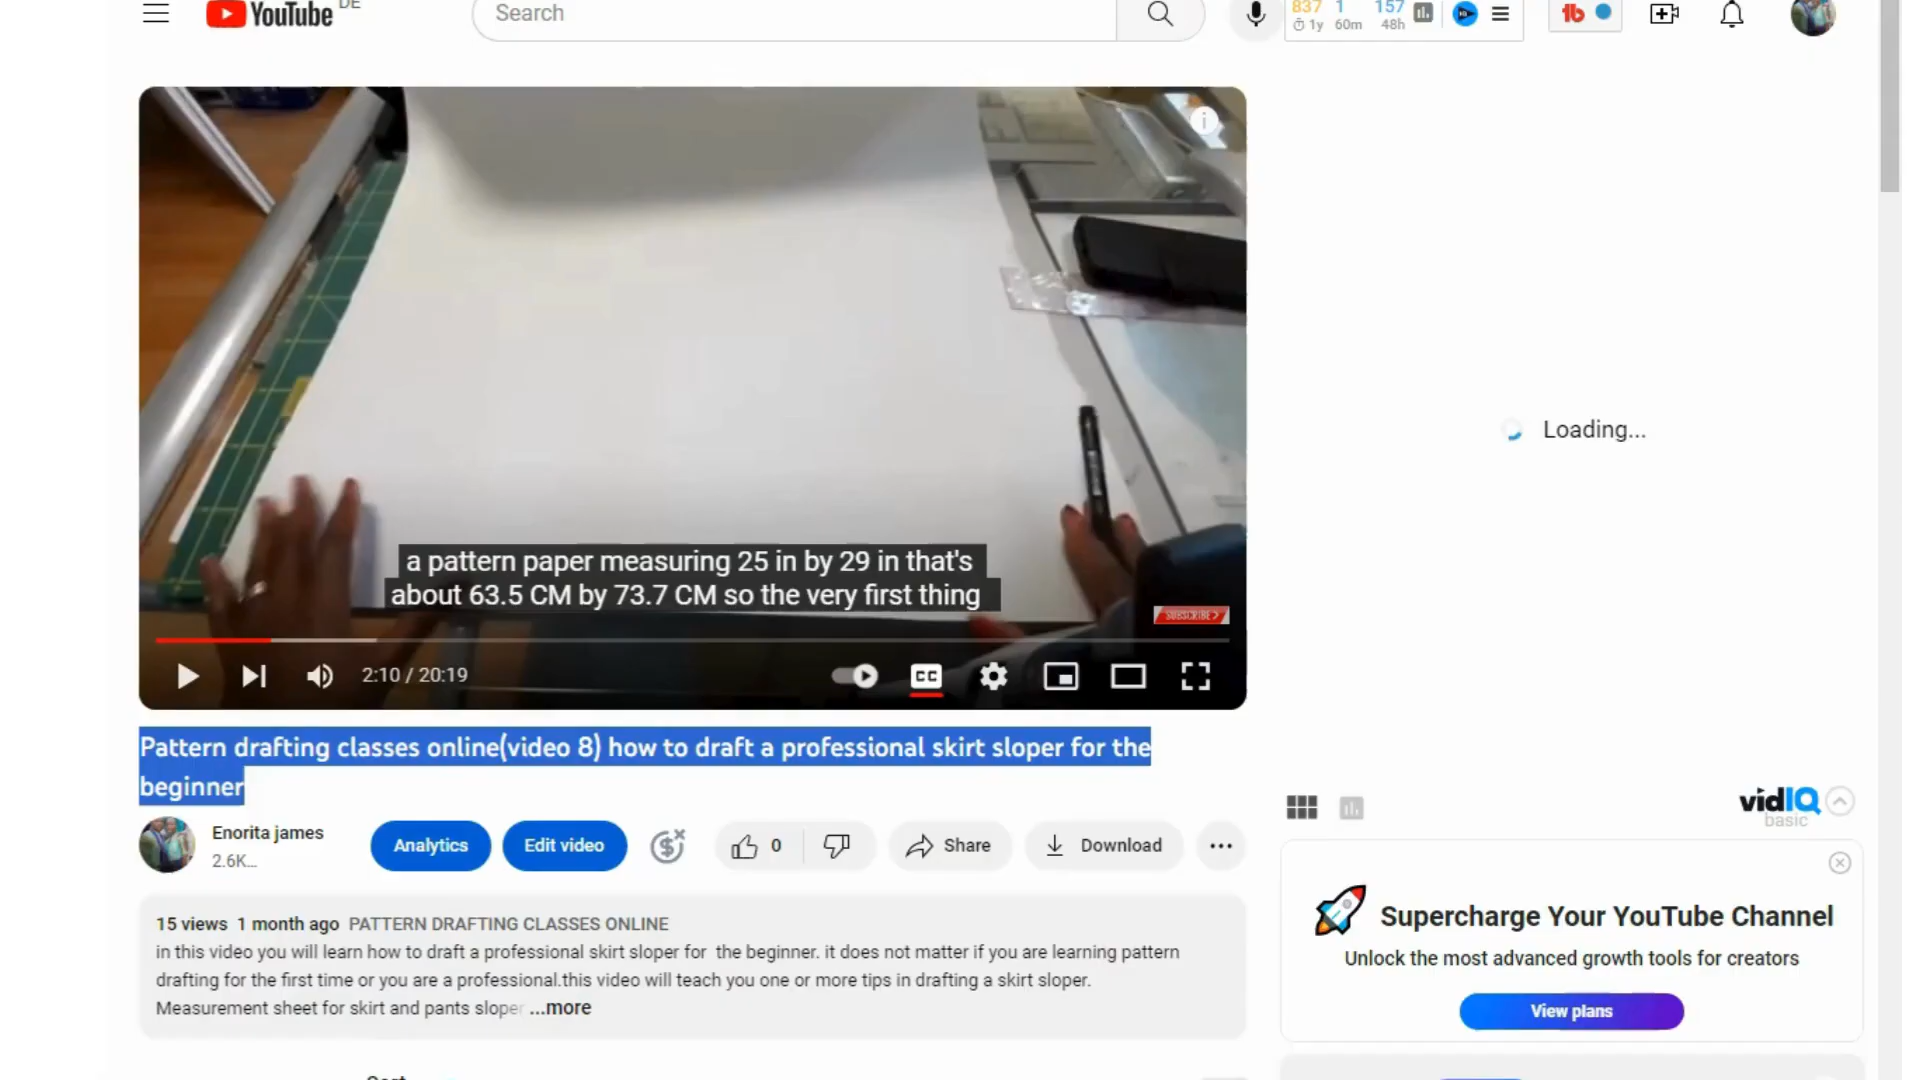 YouTube DE
Search
837 1 157
1y 60m 48h
tb
a pattern paper measuring 25 in by 29 in that's
about 63.5 CM by 73.7 CM so the very first thing
SUBSCRIBE
2:10 / 20:19
CC
Loading...
Pattern drafting classes online(video 8) how to draft a professional skirt sloper for the
beginner
Enorita james
2.6K...
Analytics
Edit video
0
Share
Download
15 views 1 month ago PATTERN DRAFTING CLASSES ONLINE
in this video you will learn how to draft a professional skirt sloper for the beginner. it does not matter if you are learning pattern
drafting for the first time or you are a professional.this video will teach you one or more tips in drafting a skirt sloper.
Measurement sheet for skirt and pants sloper ...more
vidIQ
basic
Supercharge Your YouTube Channel
Unlock the most advanced growth tools for creators
View plans